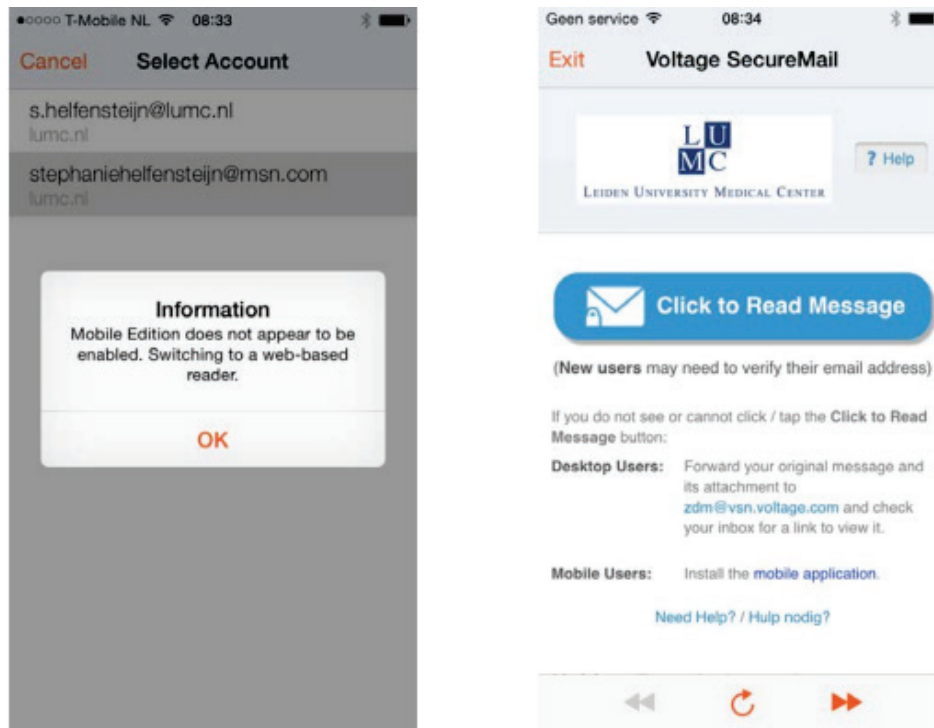 T-Mobile NL 08:33
Cancel Select Account
s.helfensteijn@lumc.nl
lumc.nl
stephaniehelfensteijn@msn.com
lumc.nl
Information
Mobile Edition does not appear to be
enabled. Switching to a web-based
reader.
OK
Geen service 08:34
Exit Voltage SecureMail
L U
M C
LEIDEN UNIVERSITY MEDICAL CENTER
? Help
Click to Read Message
(New users may need to verify their email address)
If you do not see or cannot click / tap the Click to Read
Message button:
Desktop Users: Forward your original message and
its attachment to
zdm@vsn.voltage.com and check
your inbox for a link to view it.
Mobile Users: Install the mobile application.
Need Help? / Hulp nodig?